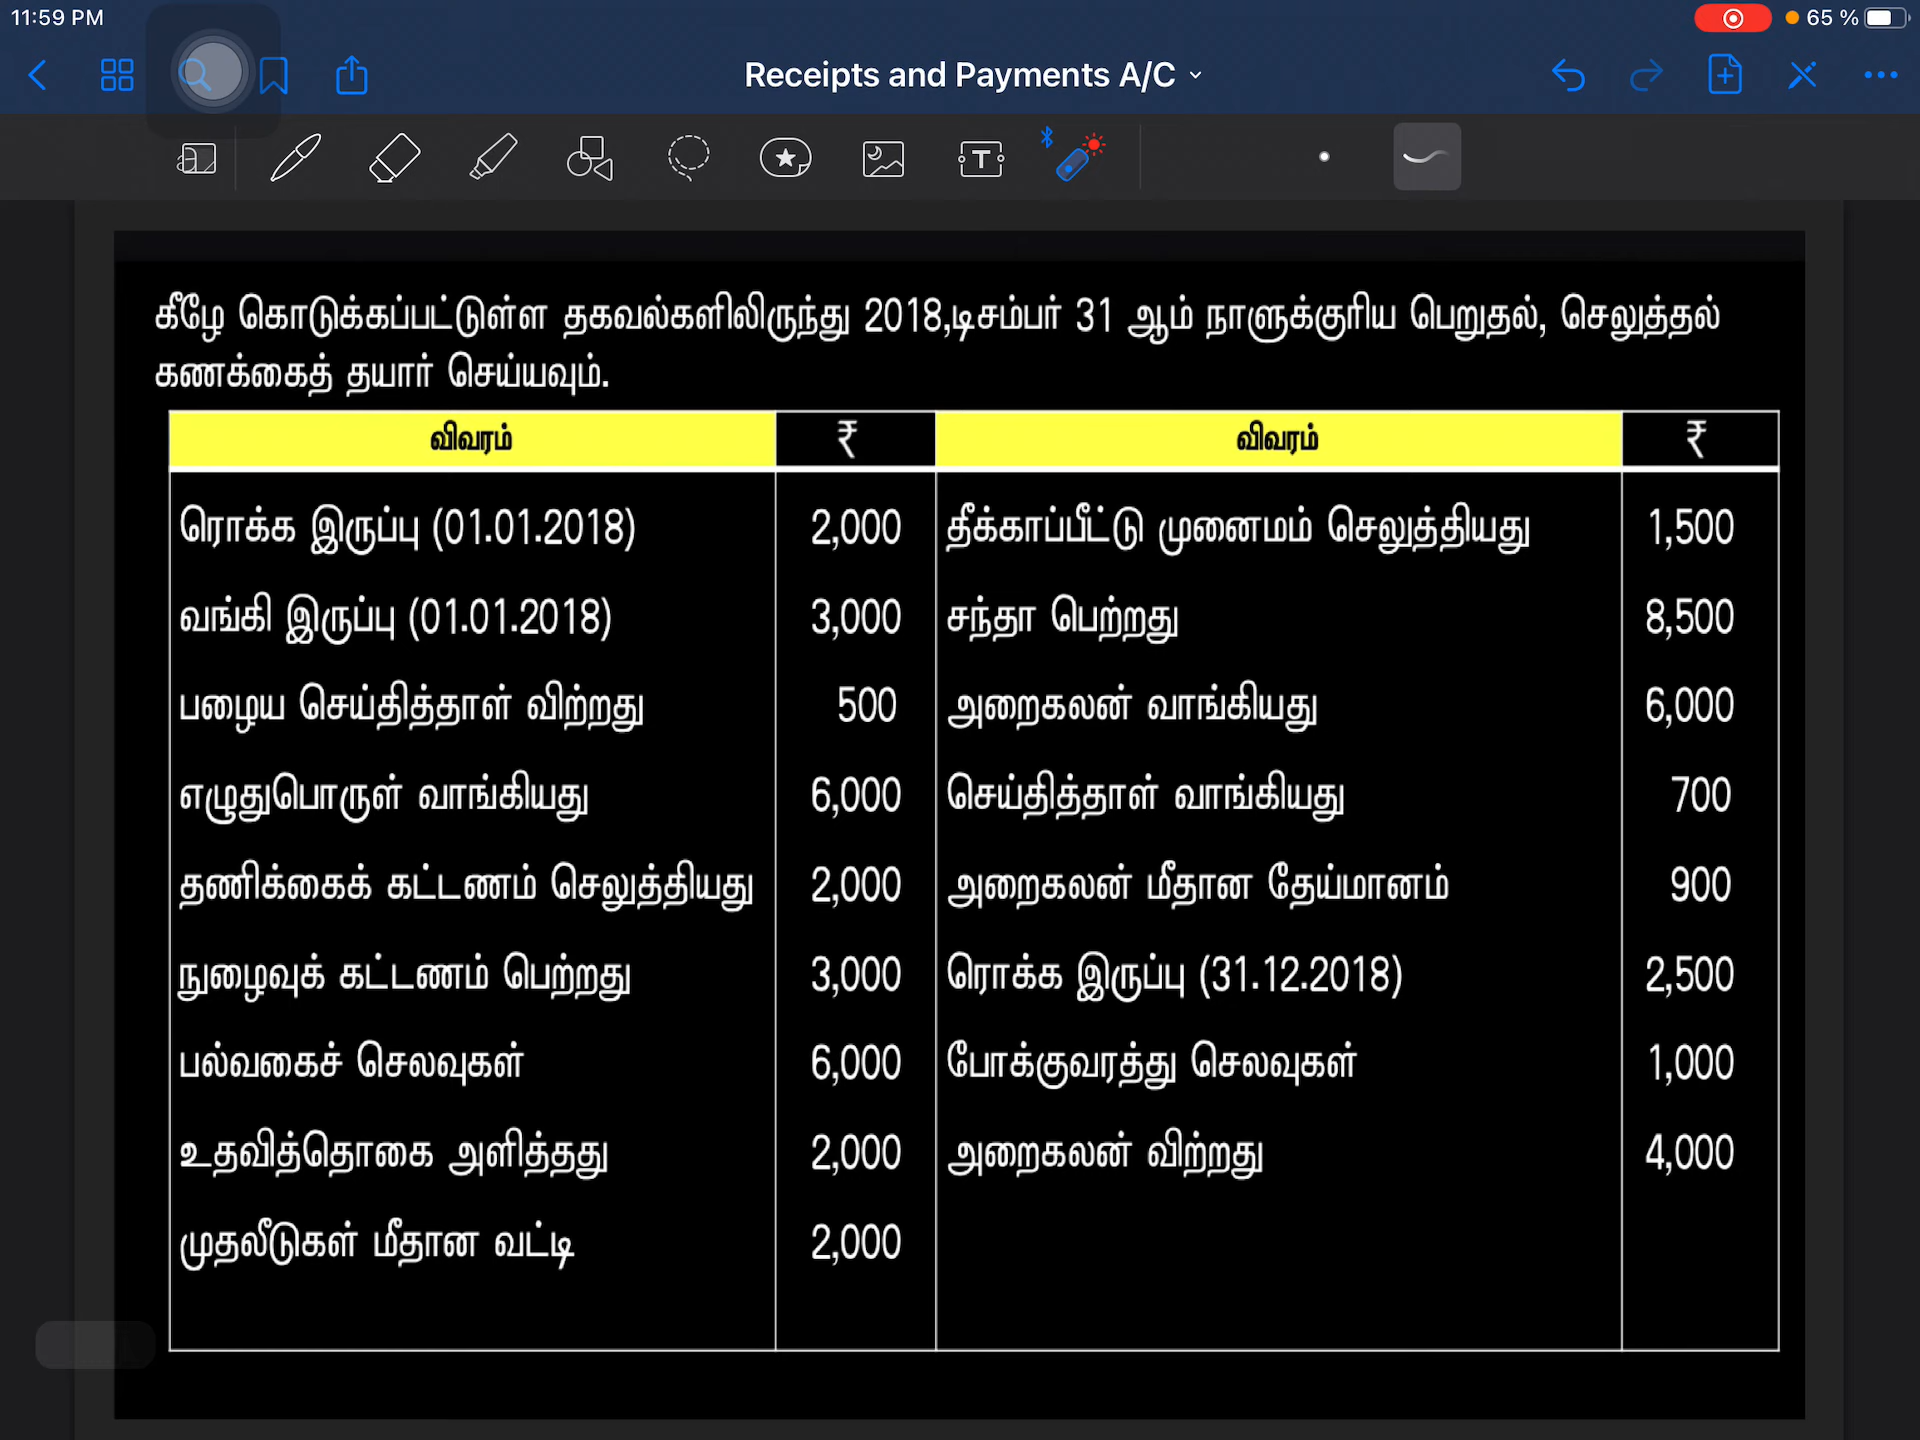 11:59 PM
65 %
Receipts and Payments A/C
கீழே கொடுக்கப்பட்டுள்ள தகவல்களிலிருந்து 2018,டிசம்பர் 31 ஆம் நாளுக்குரிய பெறுதல், செலுத்தல்
கணக்கைத் தயார் செய்யவும்.
விவரம் ₹ விவரம் ₹
ரொக்க இருப்பு (01.01.2018) 2,000 தீக்காப்பீட்டு முனைமம் செலுத்தியது 1,500
வங்கி இருப்பு (01.01.2018) 3,000 சந்தா பெற்றது 8,500
பழைய செய்தித்தாள் விற்றது 500 அறைகலன் வாங்கியது 6,000
எழுதுபொருள் வாங்கியது 6,000 செய்தித்தாள் வாங்கியது 700
தணிக்கைக் கட்டணம் செலுத்தியது 2,000 அறைகலன் மீதான தேய்மானம் 900
நுழைவுக் கட்டணம் பெற்றது 3,000 ரொக்க இருப்பு (31.12.2018) 2,500
பல்வகைச் செலவுகள் 6,000 போக்குவரத்து செலவுகள் 1,000
உதவித்தொகை அளித்தது 2,000 அறைகலன் விற்றது 4,000
முதலீடுகள் மீதான வட்டி 2,000